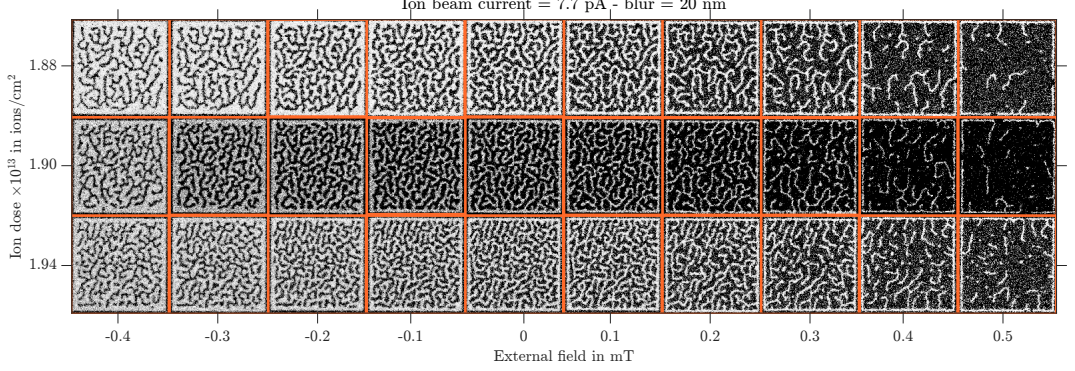 Ion beam current = 7.7 pA - blur = 20 nm
1.88
1.90
1.94
Ion dose ×10¹³ in ions/cm²
-0.4 -0.3 -0.2 -0.1 0 0.1 0.2 0.3 0.4 0.5
External field in mT